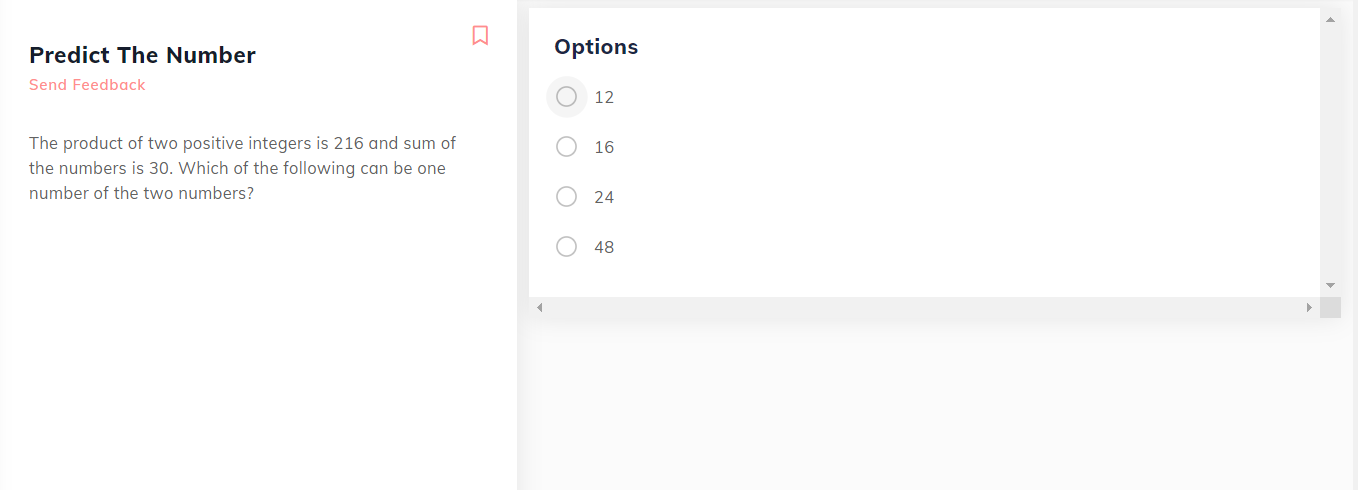 Predict The Number
Send Feedback
The product of two positive integers is 216 and sum of
the numbers is 30. Which of the following can be one
number of the two numbers?
Options
12
16
24
48